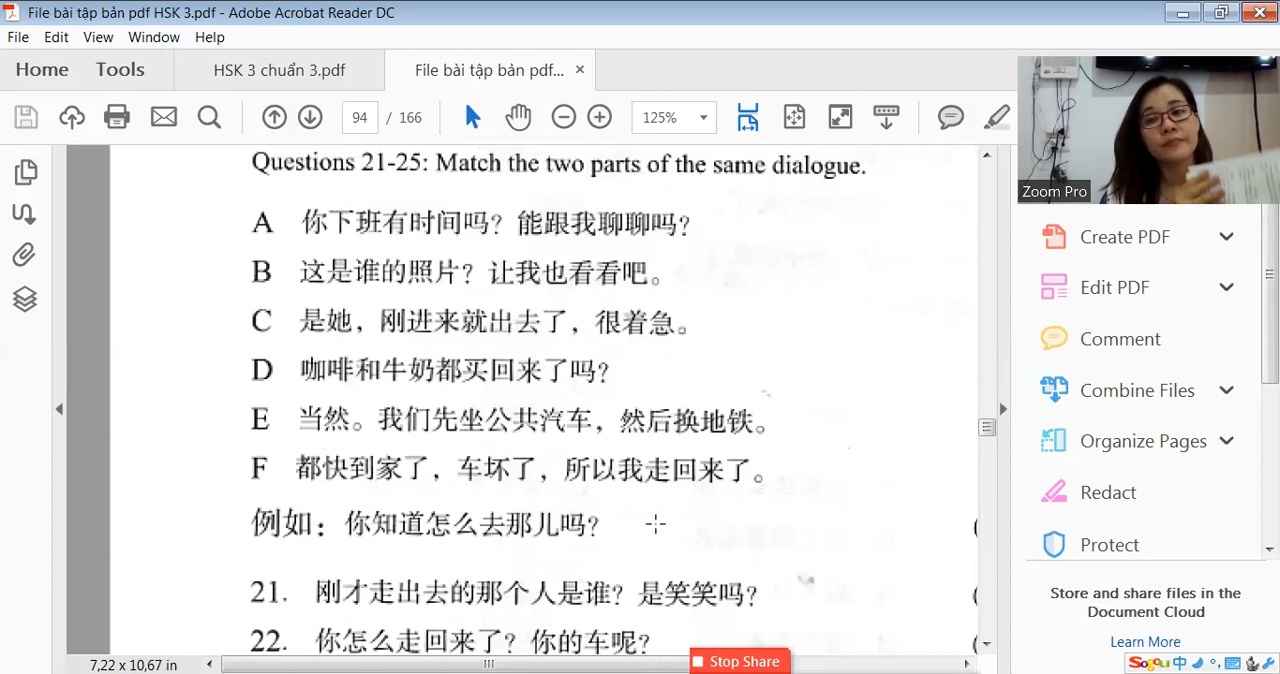 File bài tập bản pdf HSK 3.pdf - Adobe Acrobat Reader DC
File Edit View Window Help
Home Tools HSK 3 chuẩn 3.pdf File bài tập bản pdf... ×
94 / 166 125%
Zoom Pro
Questions 21-25: Match the two parts of the same dialogue.
A 你下班有时间吗？能跟我聊聊吗？
B 这是谁的照片？让我也看看吧。
C 是她，刚进来就出去了，很着急。
D 咖啡和牛奶都买回来了吗？
E 当然。我们先坐公共汽车，然后换地铁。
F 都快到家了，车坏了，所以我走回来了。
例如：你知道怎么去那儿吗？ (
21. 刚才走出去的那个人是谁？是笑笑吗？ (
22. 你怎么走回来了？你的车呢？
Create PDF
Edit PDF
Comment
Combine Files
Organize Pages
Redact
Protect
Store and share files in the
Document Cloud
Learn More
7,22 x 10,67 in
Stop Share
Sogou 中